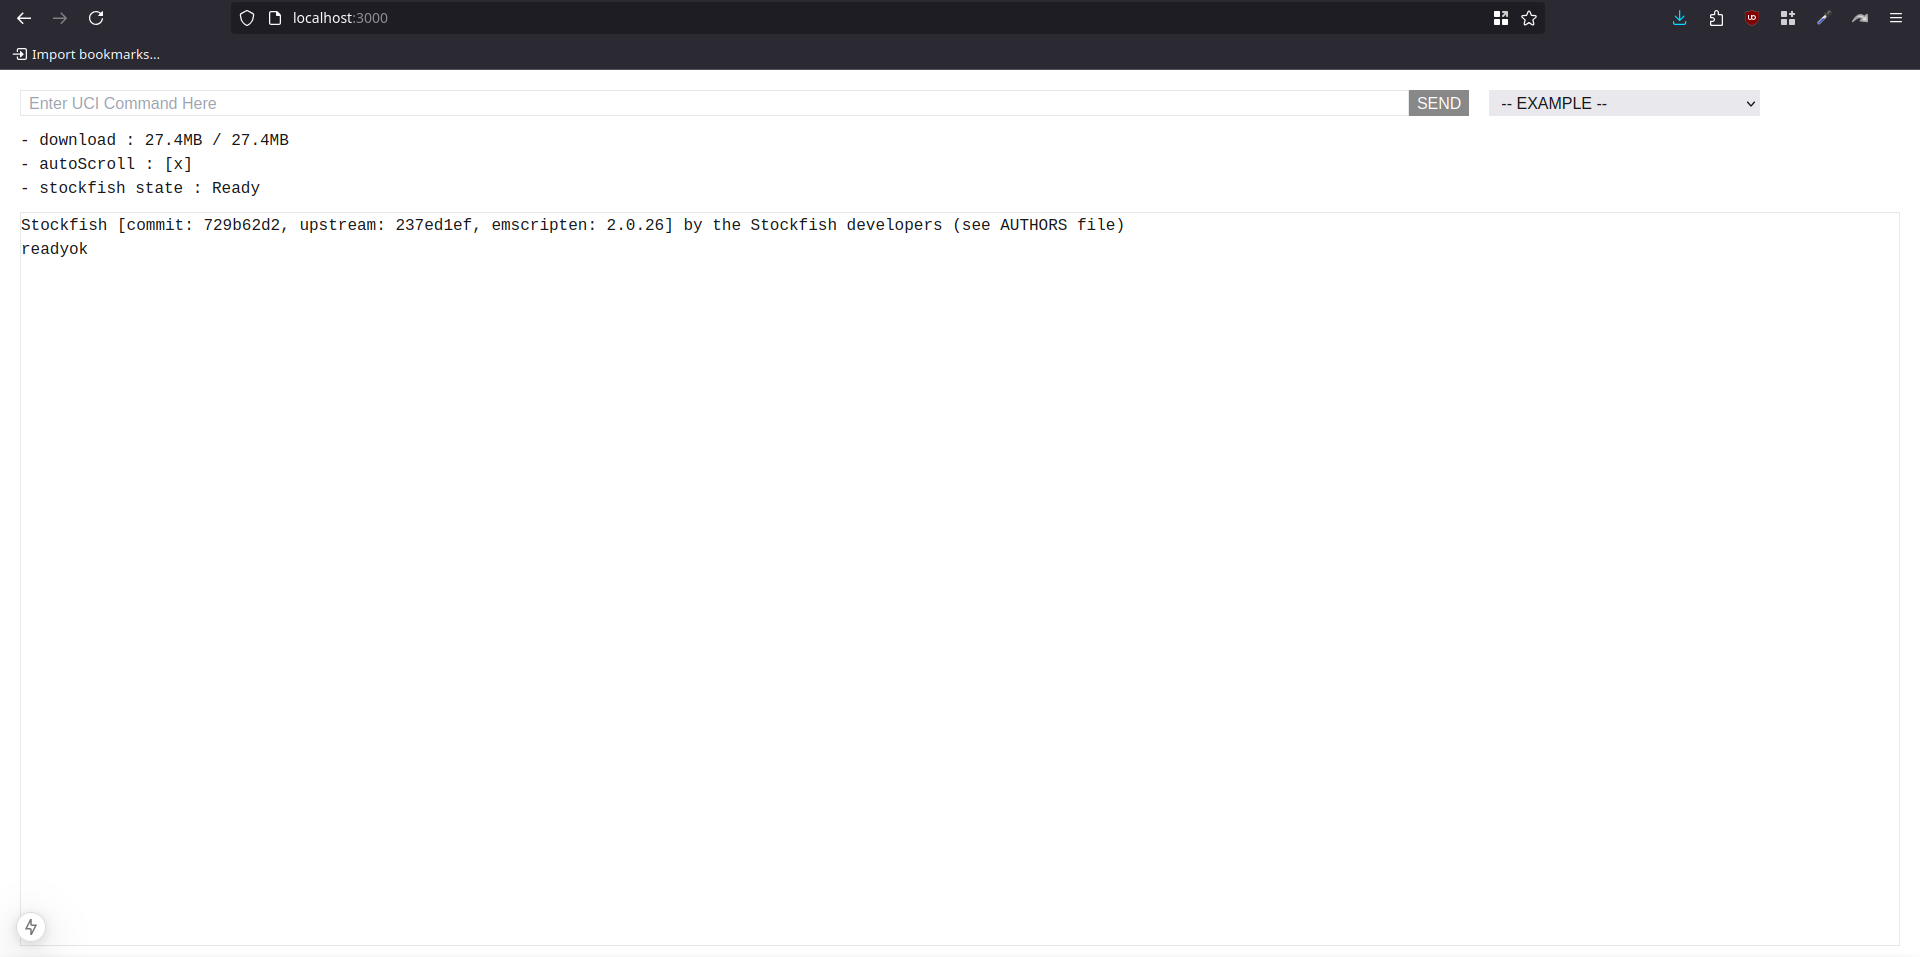 localhost:3000
Import bookmarks...
Enter UCI Command Here
SEND
-- EXAMPLE --
- download : 27.4MB / 27.4MB
- autoScroll : [x]
- stockfish state : Ready
Stockfish [commit: 729b62d2, upstream: 237ed1ef, emscripten: 2.0.26] by the Stockfish developers (see AUTHORS file)
readyok